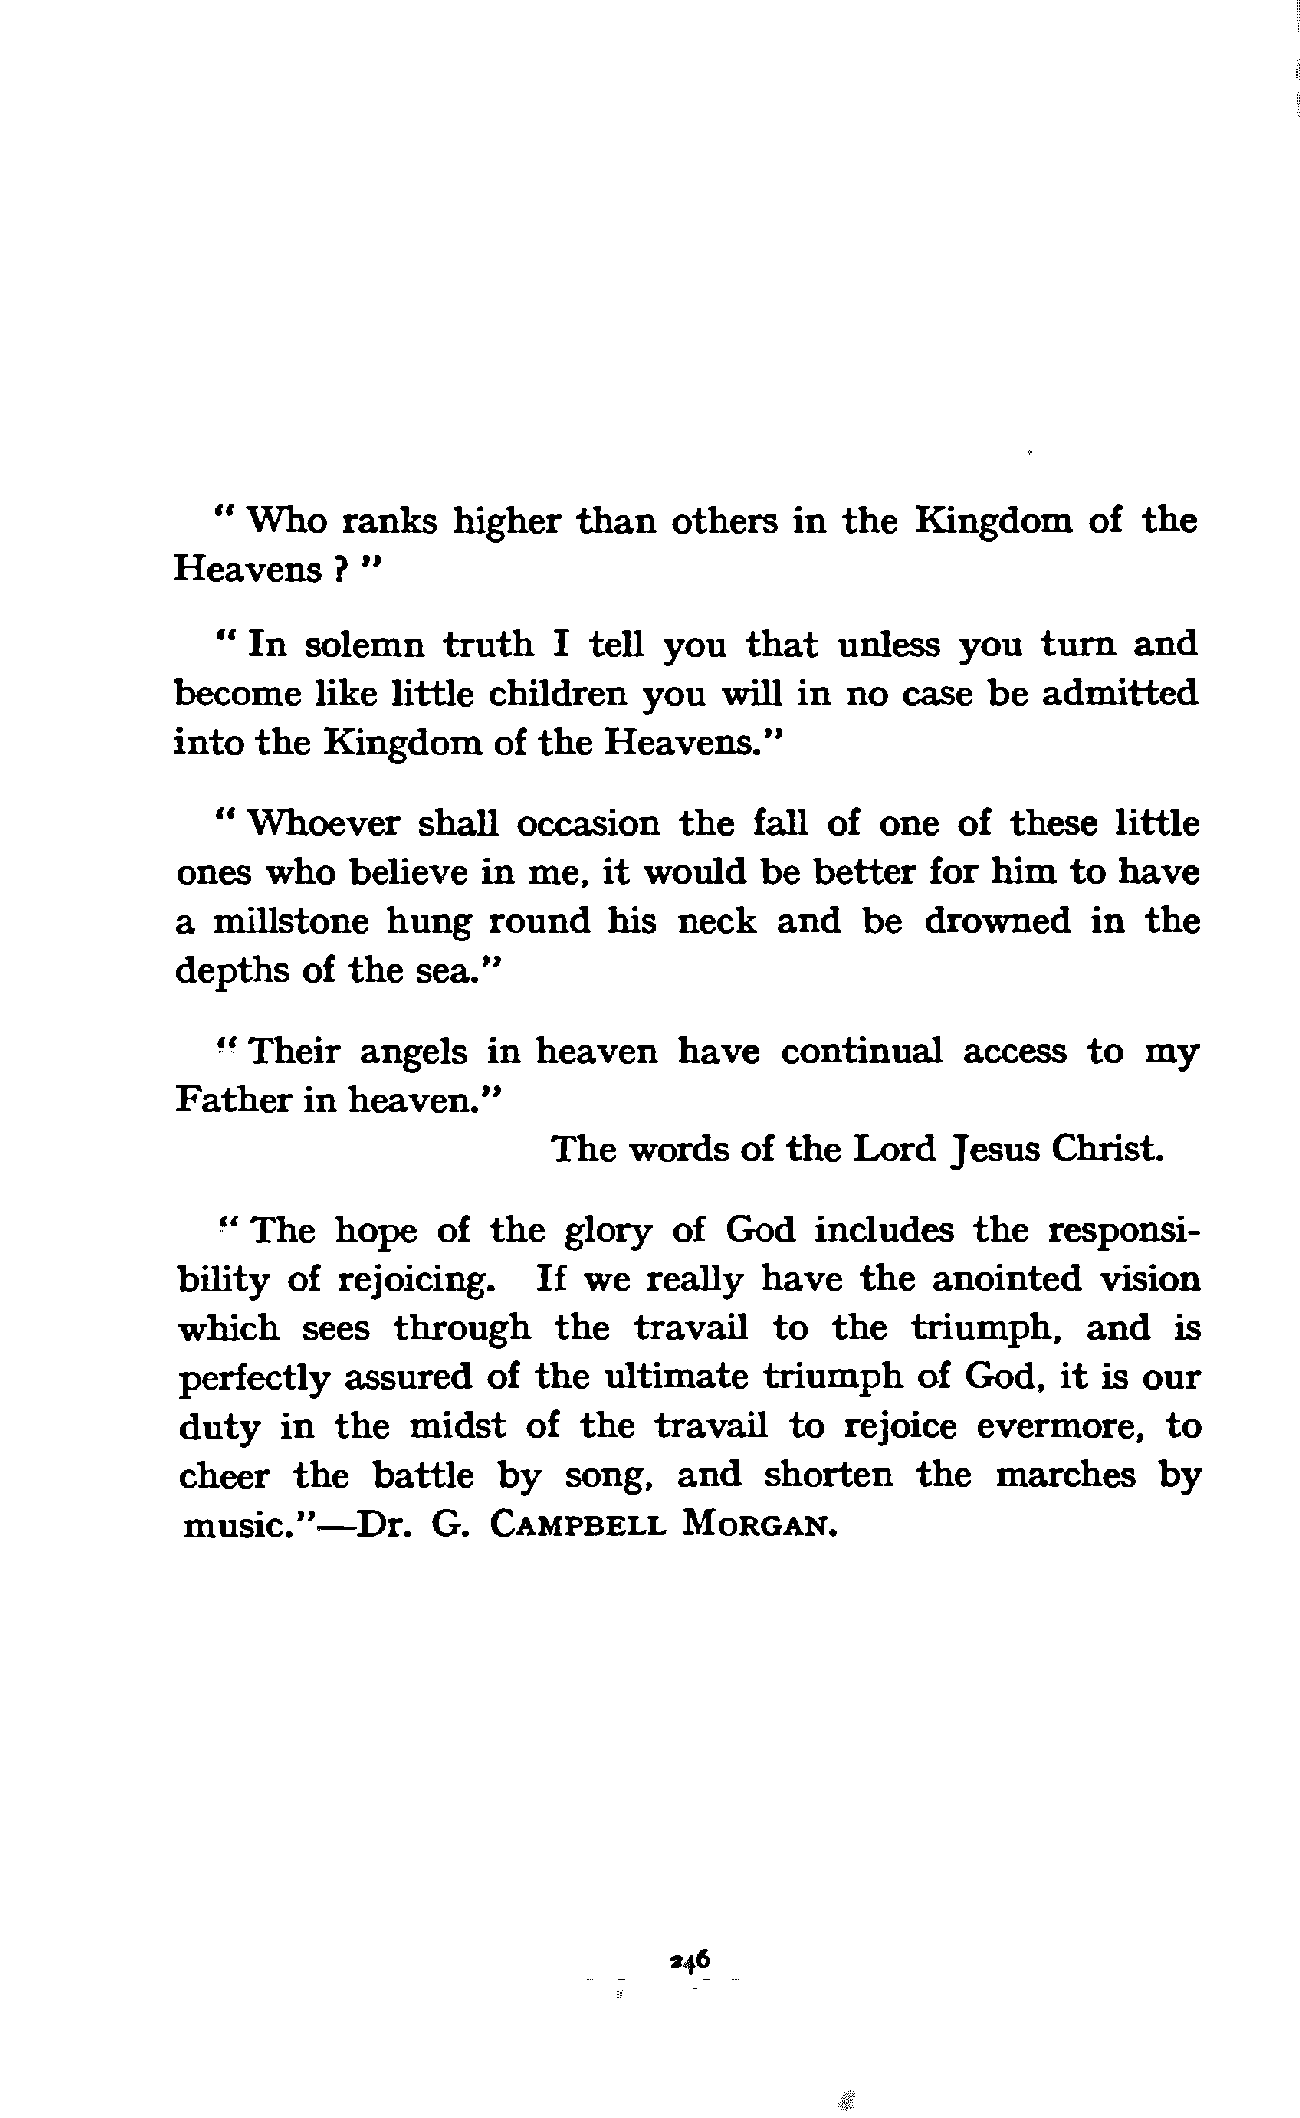 “ Who ranks higher than others in the Kingdom of the
Heavens ? ”
“ In solemn truth I tell you that unless you turn and
become like little children you will in no case be admitted
into the Kingdom of the Heavens.”
“ Whoever shall occasion the fall of one of these little
ones who believe in me, it would be better for him to have
a millstone hung round his neck and be drowned in the
depths of the sea.”
“ Their angels in heaven have continual access to my
Father in heaven.”
The words of the Lord Jesus Christ.
“ The hope of the glory of God includes the responsi-
bility of rejoicing. If we really have the anointed vision
which sees through the travail to the triumph, and is
perfectly assured of the ultimate triumph of God, it is our
duty in the midst of the travail to rejoice evermore, to
cheer the battle by song, and shorten the marches by
music.”—Dr. G. CAMPBELL MORGAN.
246